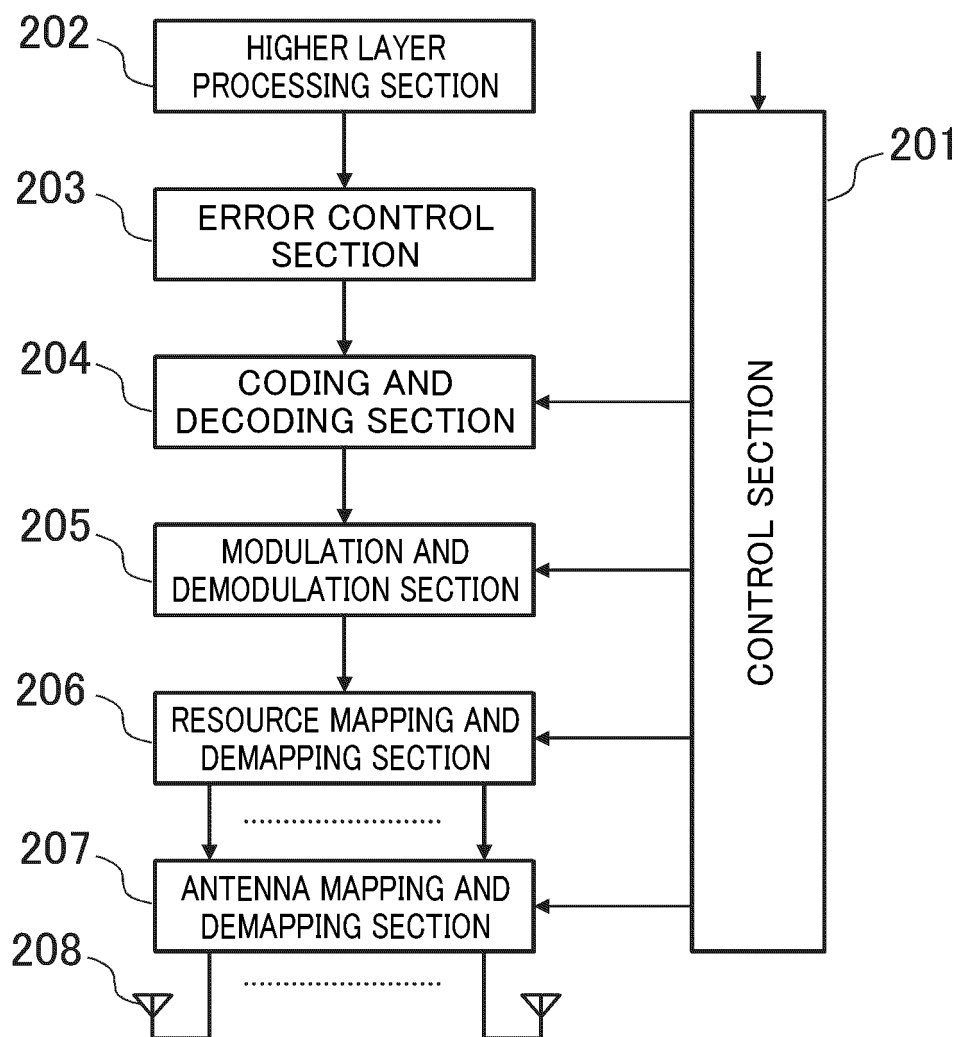 202
HIGHER LAYER
PROCESSING SECTION
203
ERROR CONTROL
SECTION
204
CODING AND
DECODING SECTION
205
MODULATION AND
DEMODULATION SECTION
206
RESOURCE MAPPING AND
DEMAPPING SECTION
207
ANTENNA MAPPING AND
DEMAPPING SECTION
208
201
CONTROL SECTION